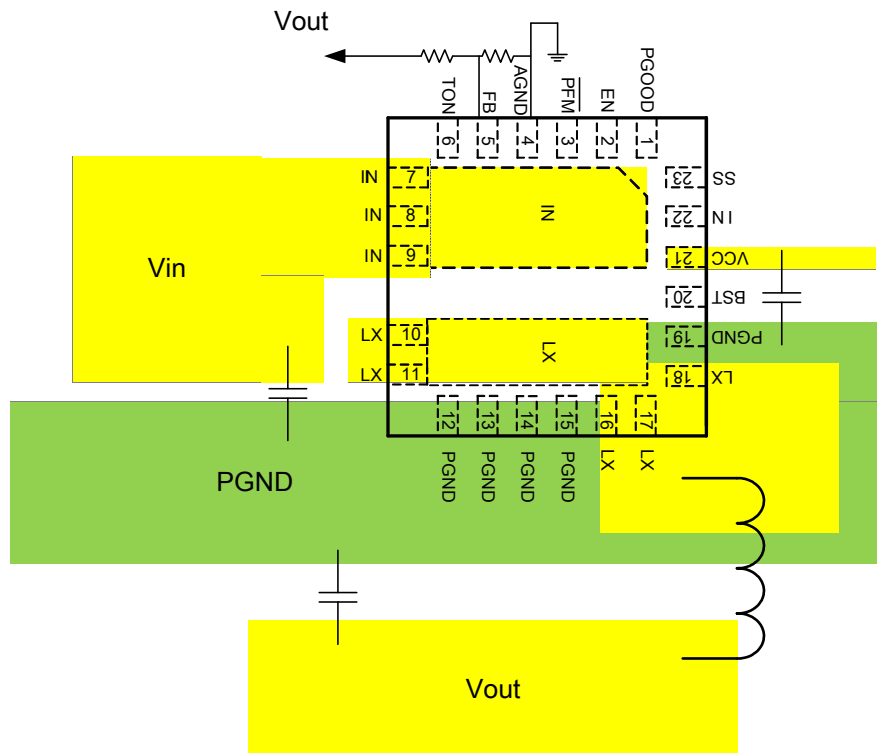 Vout
TON
FB
AGND
PFM
EN
PGOOD
6
5
4
3
2
1
IN
7
23
SS
IN
8
IN
22
IN
IN
9
21
VCC
Vin
20
BST
LX
10
LX
19
PGND
LX
11
18
LX
12
13
14
15
16
17
PGND
PGND
PGND
PGND
LX
LX
PGND
Vout